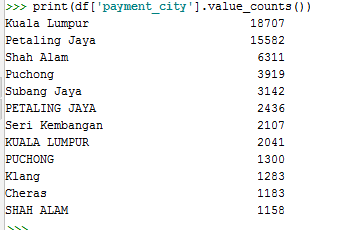 >>> print(df['payment_city'].value_counts())
Kuala Lumpur 18707
Petaling Jaya 15582
Shah Alam 6311
Puchong 3919
Subang Jaya 3142
PETALING JAYA 2436
Seri Kembangan 2107
KUALA LUMPUR 2041
PUCHONG 1300
Klang 1283
Cheras 1183
SHAH ALAM 1158
>>>